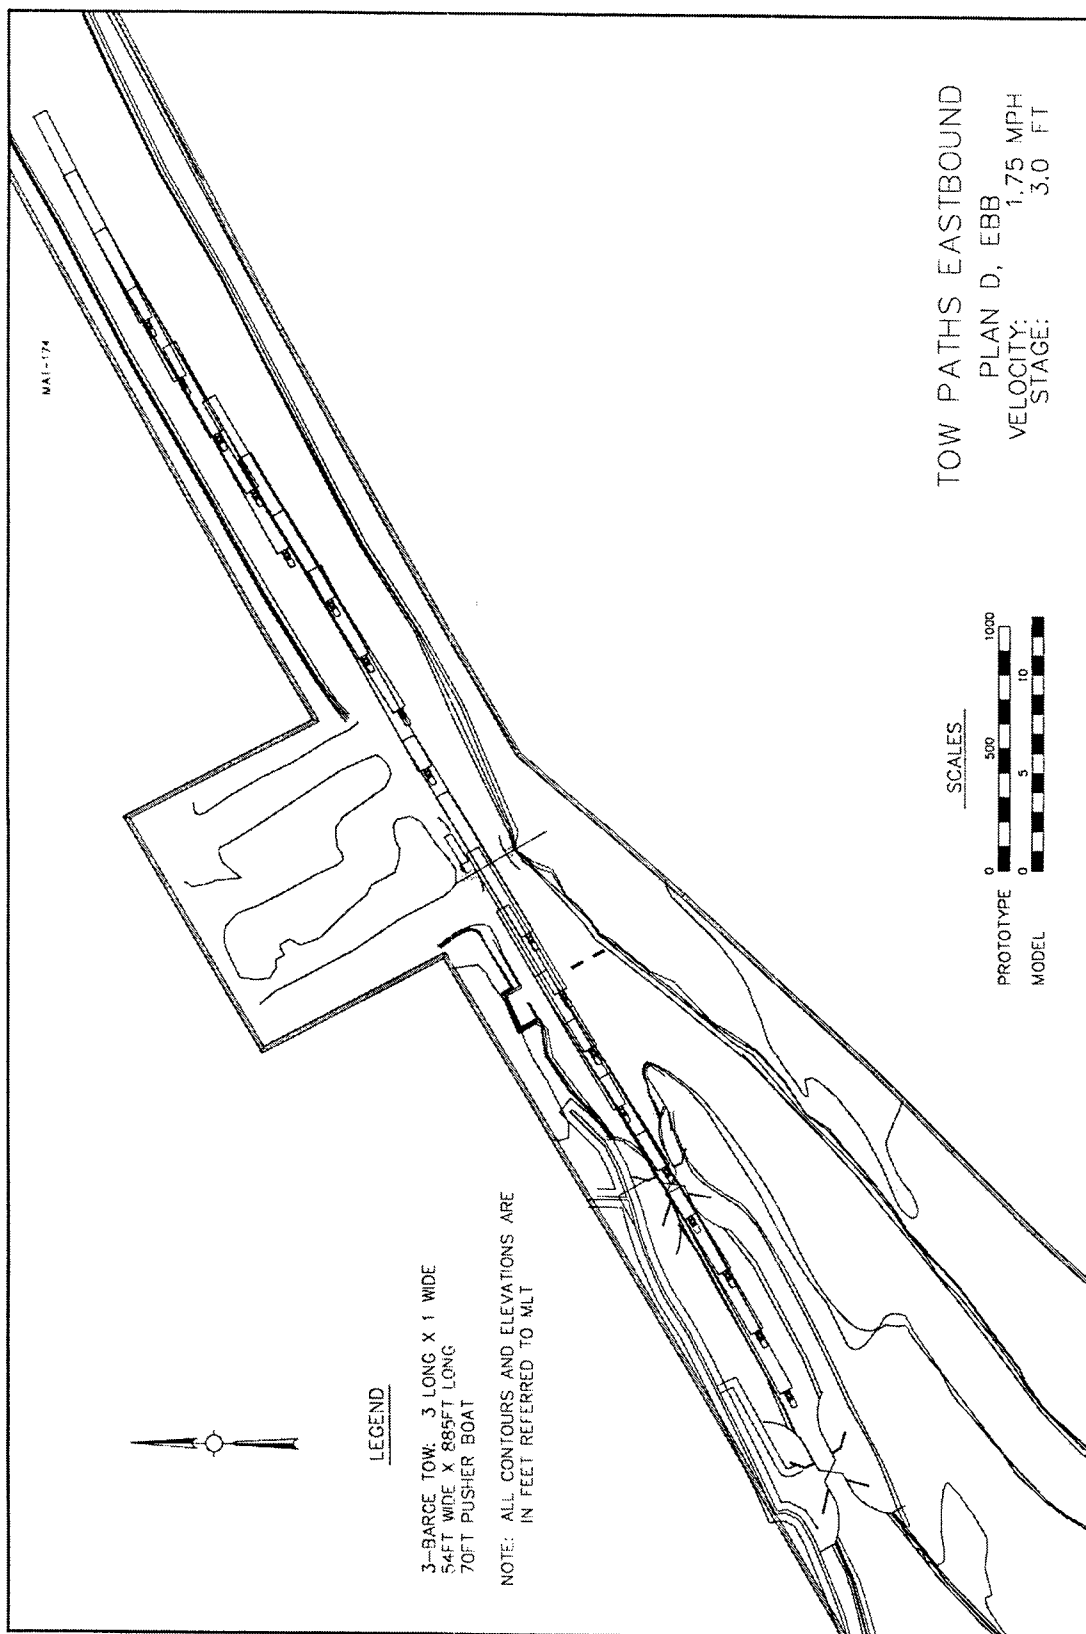 MAT-174
LEGEND
3-BARGE TOW: 3 LONG X 1 WIDE
54FT WIDE X 885FT LONG
70FT PUSHER BOAT
NOTE: ALL CONTOURS AND ELEVATIONS ARE
IN FEET REFERRED TO MLT
SCALES
PROTOTYPE 0 500 1000
MODEL 0 5 10
TOW PATHS EASTBOUND
PLAN D, EBB
VELOCITY: 1.75 MPH
STAGE: 3.0 FT